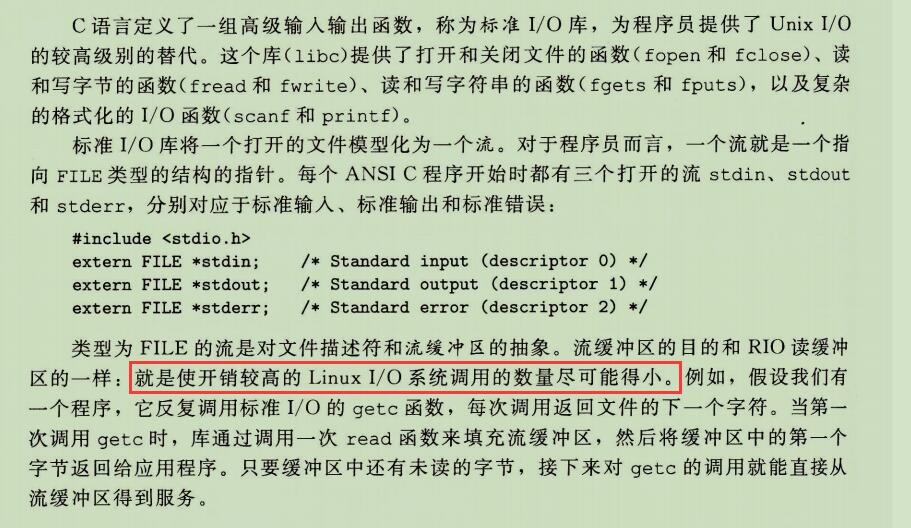 C 语言定义了一组高级输入输出函数，称为标准 I/O 库，为程序员提供了 Unix I/O
的较高级别的替代。这个库(libc)提供了打开和关闭文件的函数(fopen 和 fclose)、读
和写字节的函数(fread 和 fwrite)、读和写字符串的函数(fgets 和 fputs)，以及复杂
的格式化的 I/O 函数(scanf 和 printf)。
标准 I/O 库将一个打开的文件模型化为一个流。对于程序员而言，一个流就是一个指
向 FILE 类型的结构的指针。每个 ANSI C 程序开始时都有三个打开的流 stdin、stdout
和 stderr，分别对应于标准输入、标准输出和标准错误：
#include <stdio.h>
extern FILE *stdin; /* Standard input (descriptor 0) */
extern FILE *stdout; /* Standard output (descriptor 1) */
extern FILE *stderr; /* Standard error (descriptor 2) */
类型为 FILE 的流是对文件描述符和流缓冲区的抽象。流缓冲区的目的和 RIO 读缓冲
区的一样：就是使开销较高的 Linux I/O 系统调用的数量尽可能得小。例如，假设我们有
一个程序，它反复调用标准 I/O 的 getc 函数，每次调用返回文件的下一个字符。当第一
次调用 getc 时，库通过调用一次 read 函数来填充流缓冲区，然后将缓冲区中的第一个
字节返回给应用程序。只要缓冲区中还有未读的字节，接下来对 getc 的调用就能直接从
流缓冲区得到服务。